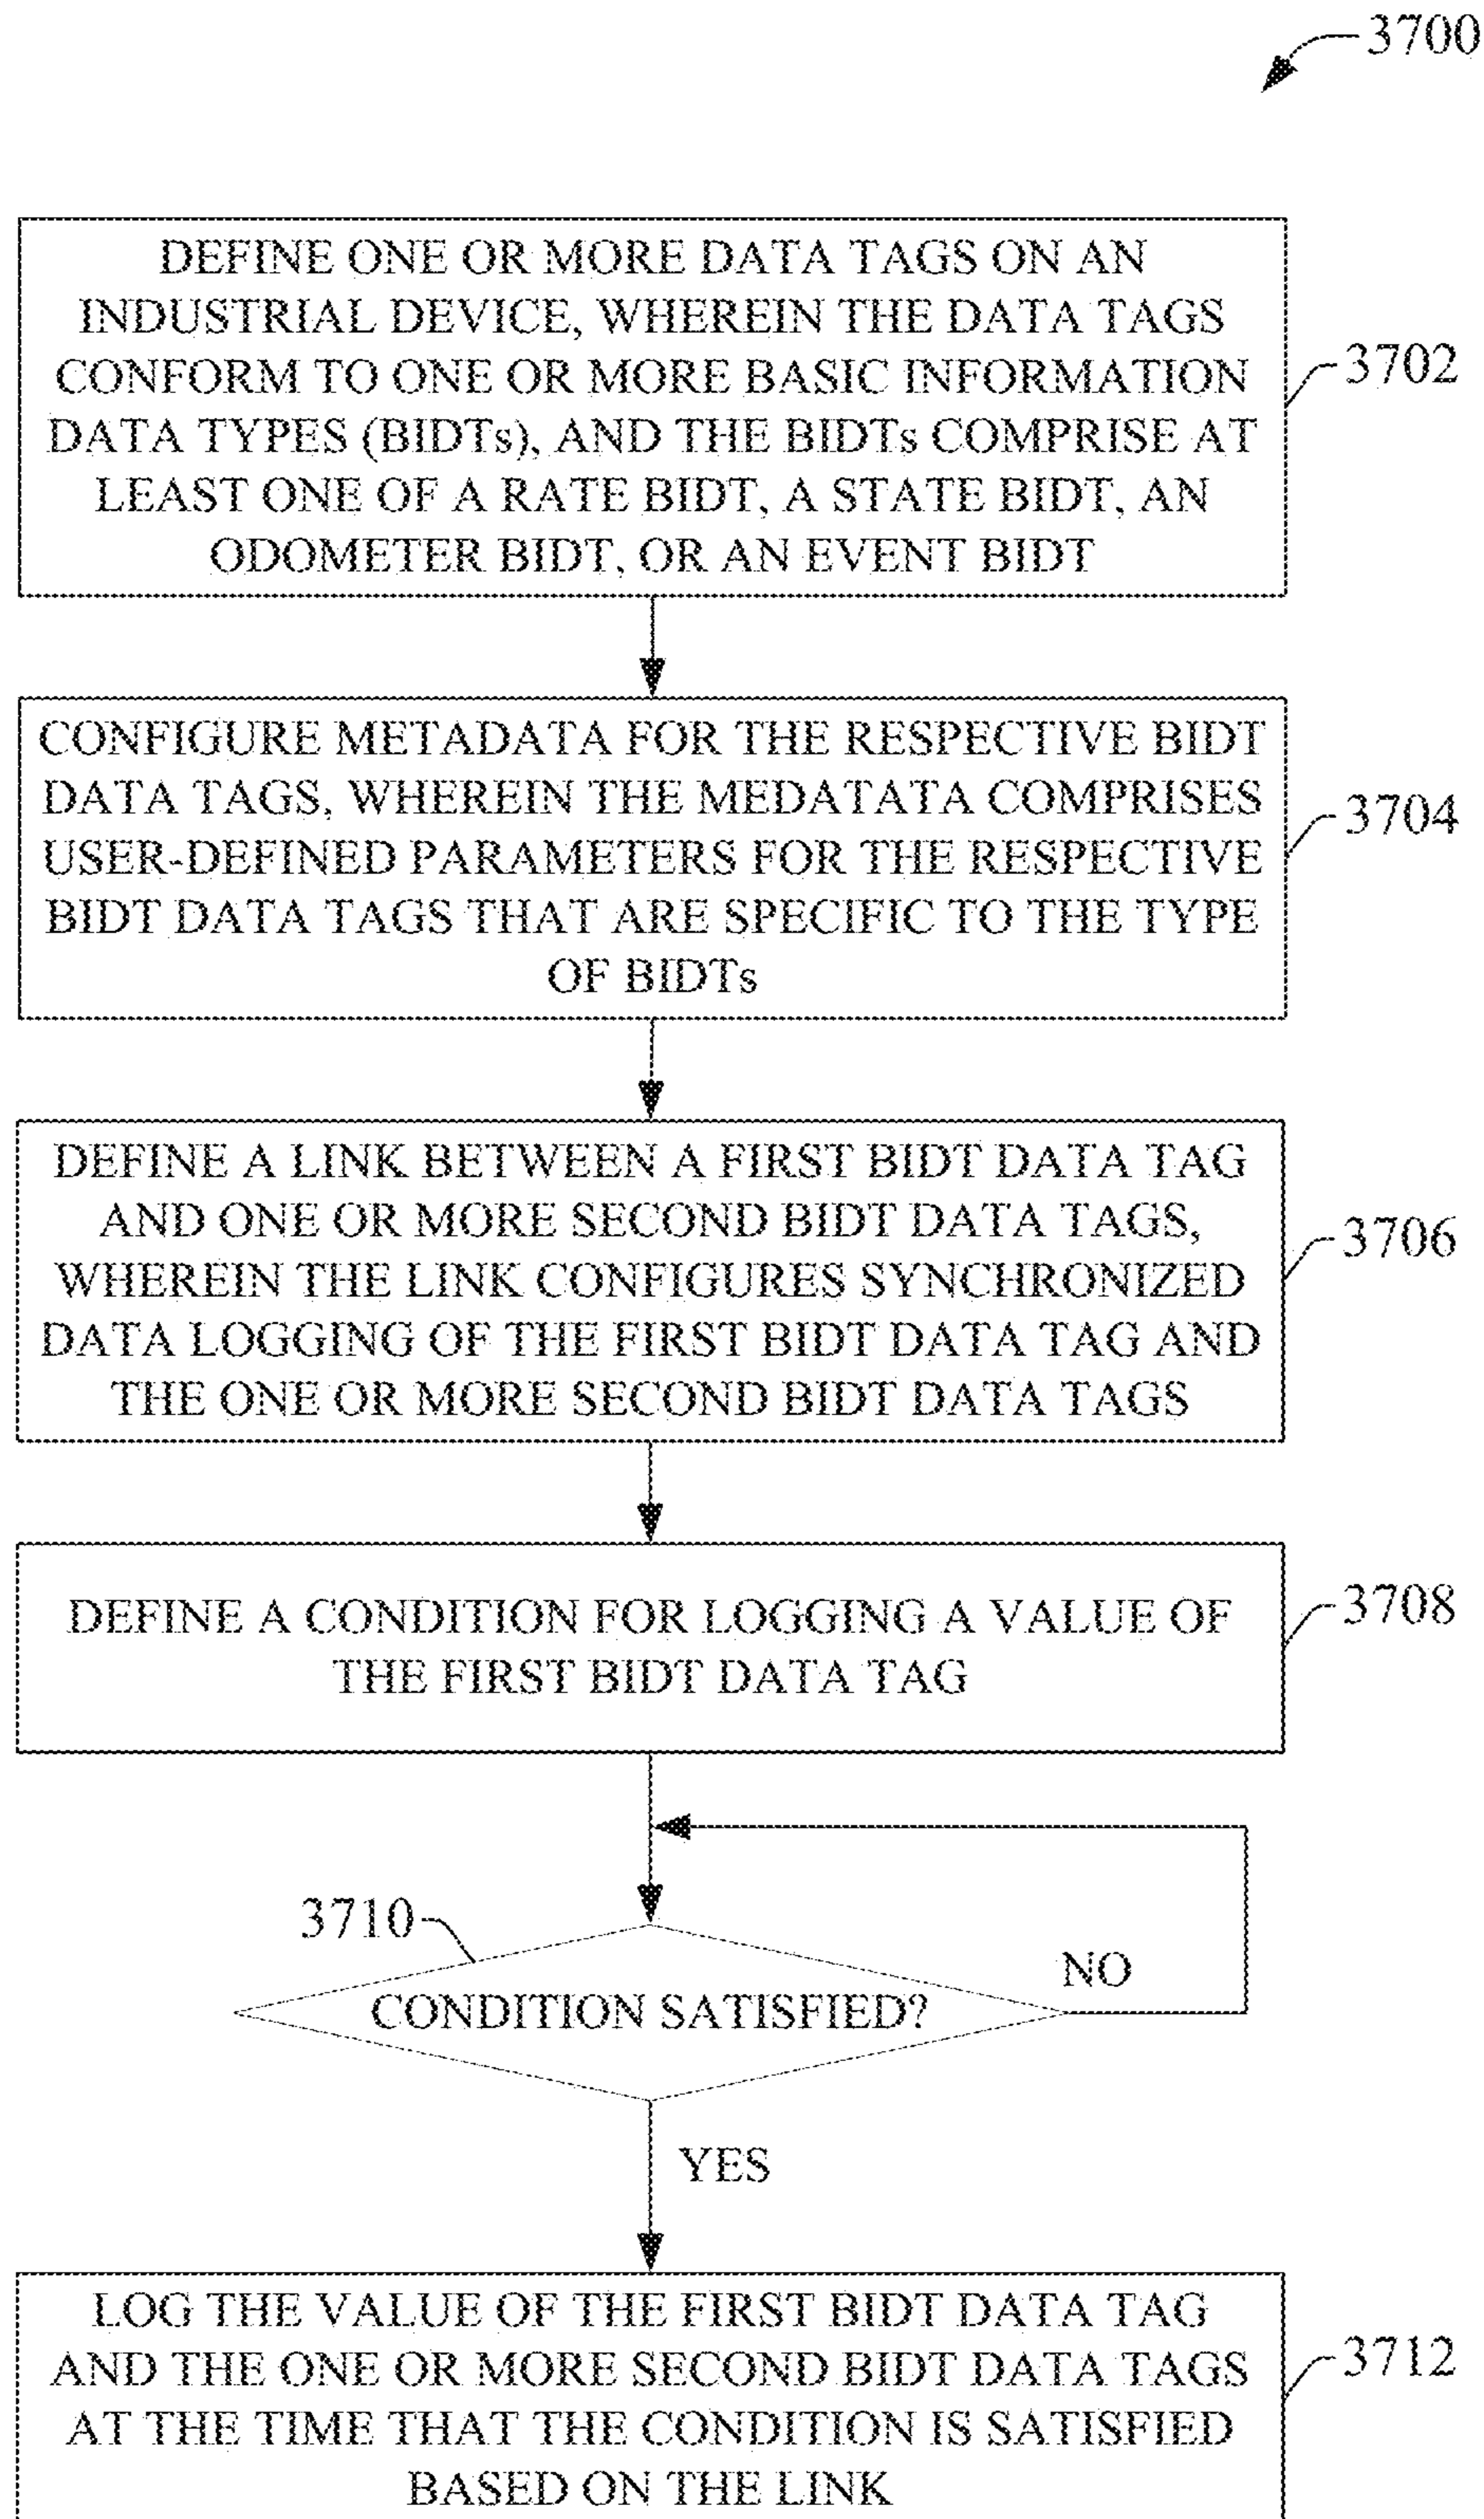 3700
DEFINE ONE OR MORE DATA TAGS ON AN
INDUSTRIAL DEVICE, WHEREIN THE DATA TAGS
CONFORM TO ONE OR MORE BASIC INFORMATION
DATA TYPES (BIDTs), AND THE BIDTs COMPRISE AT
LEAST ONE OF A RATE BIDT, A STATE BIDT, AN
ODOMETER BIDT, OR AN EVENT BIDT
3702
CONFIGURE METADATA FOR THE RESPECTIVE BIDT
DATA TAGS, WHEREIN THE MEDATATA COMPRISES
USER-DEFINED PARAMETERS FOR THE RESPECTIVE
BIDT DATA TAGS THAT ARE SPECIFIC TO THE TYPE
OF BIDTs
3704
DEFINE A LINK BETWEEN A FIRST BIDT DATA TAG
AND ONE OR MORE SECOND BIDT DATA TAGS,
WHEREIN THE LINK CONFIGURES SYNCHRONIZED
DATA LOGGING OF THE FIRST BIDT DATA TAG AND
THE ONE OR MORE SECOND BIDT DATA TAGS
3706
DEFINE A CONDITION FOR LOGGING A VALUE OF
THE FIRST BIDT DATA TAG
3708
3710
CONDITION SATISFIED?
NO
YES
LOG THE VALUE OF THE FIRST BIDT DATA TAG
AND THE ONE OR MORE SECOND BIDT DATA TAGS
AT THE TIME THAT THE CONDITION IS SATISFIED
BASED ON THE LINK
3712